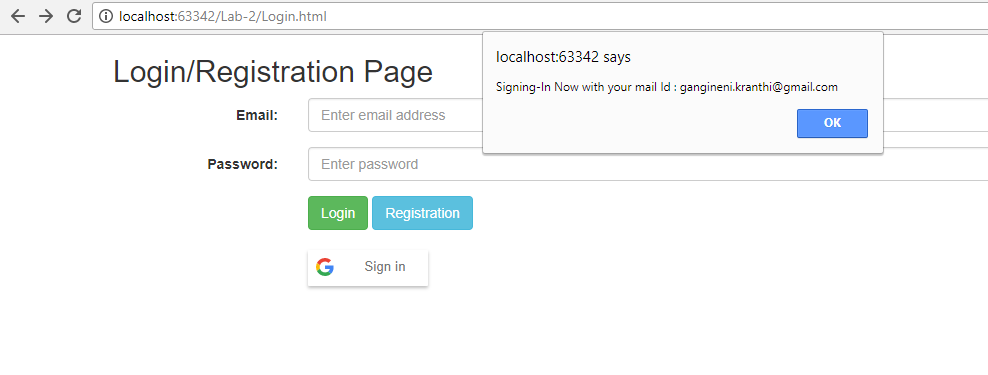 localhost:63342/Lab-2/Login.html
localhost:63342 says
Signing-In Now with your mail Id : gangineni.kranthi@gmail.com
OK
Login/Registration Page
Email: Enter email address
Password: Enter password
Login Registration
Sign in